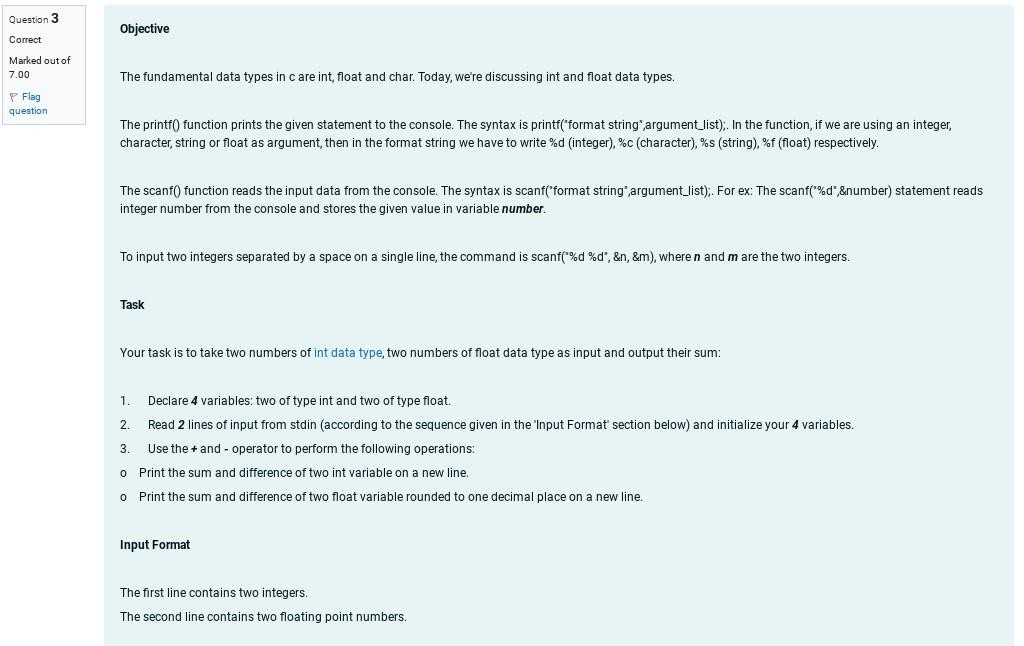 Question 3
Correct
Marked out of
7.00
Flag
question
Objective
The fundamental data types in c are int, float and char. Today, we're discussing int and float data types.
The printf() function prints the given statement to the console. The syntax is printf("format string",argument_list);. In the function, if we are using an integer,
character, string or float as argument, then in the format string we have to write %d (integer), %c (character), %s (string), %f (float) respectively.
The scanf() function reads the input data from the console. The syntax is scanf("format string",argument_list);. For ex: The scanf("%d",&number) statement reads
integer number from the console and stores the given value in variable number.
To input two integers separated by a space on a single line, the command is scanf("%d %d", &n, &m), where n and m are the two integers.
Task
Your task is to take two numbers of int data type, two numbers of float data type as input and output their sum:
1. Declare 4 variables: two of type int and two of type float.
2. Read 2 lines of input from stdin (according to the sequence given in the 'Input Format' section below) and initialize your 4 variables.
3. Use the + and - operator to perform the following operations:
o Print the sum and difference of two int variable on a new line.
o Print the sum and difference of two float variable rounded to one decimal place on a new line.
Input Format
The first line contains two integers.
The second line contains two floating point numbers.